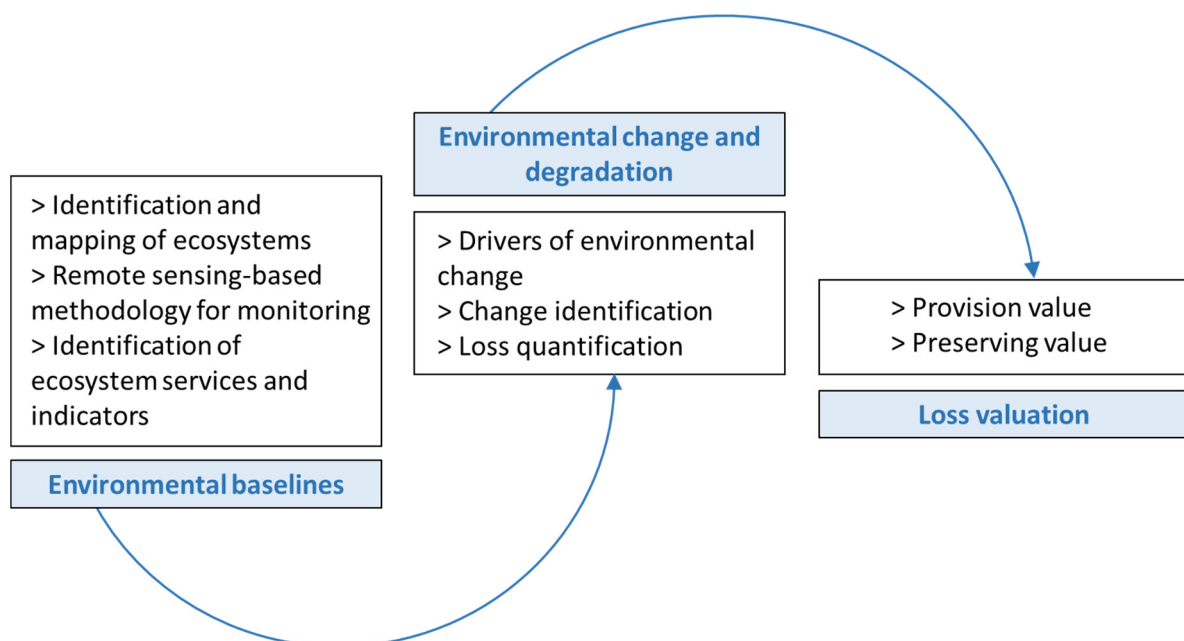 > Identification and
mapping of ecosystems
> Remote sensing-based
methodology for monitoring
> Identification of
ecosystem services and
indicators
Environmental baselines
Environmental change and
degradation
> Drivers of environmental
change
> Change identification
> Loss quantification
> Provision value
> Preserving value
Loss valuation